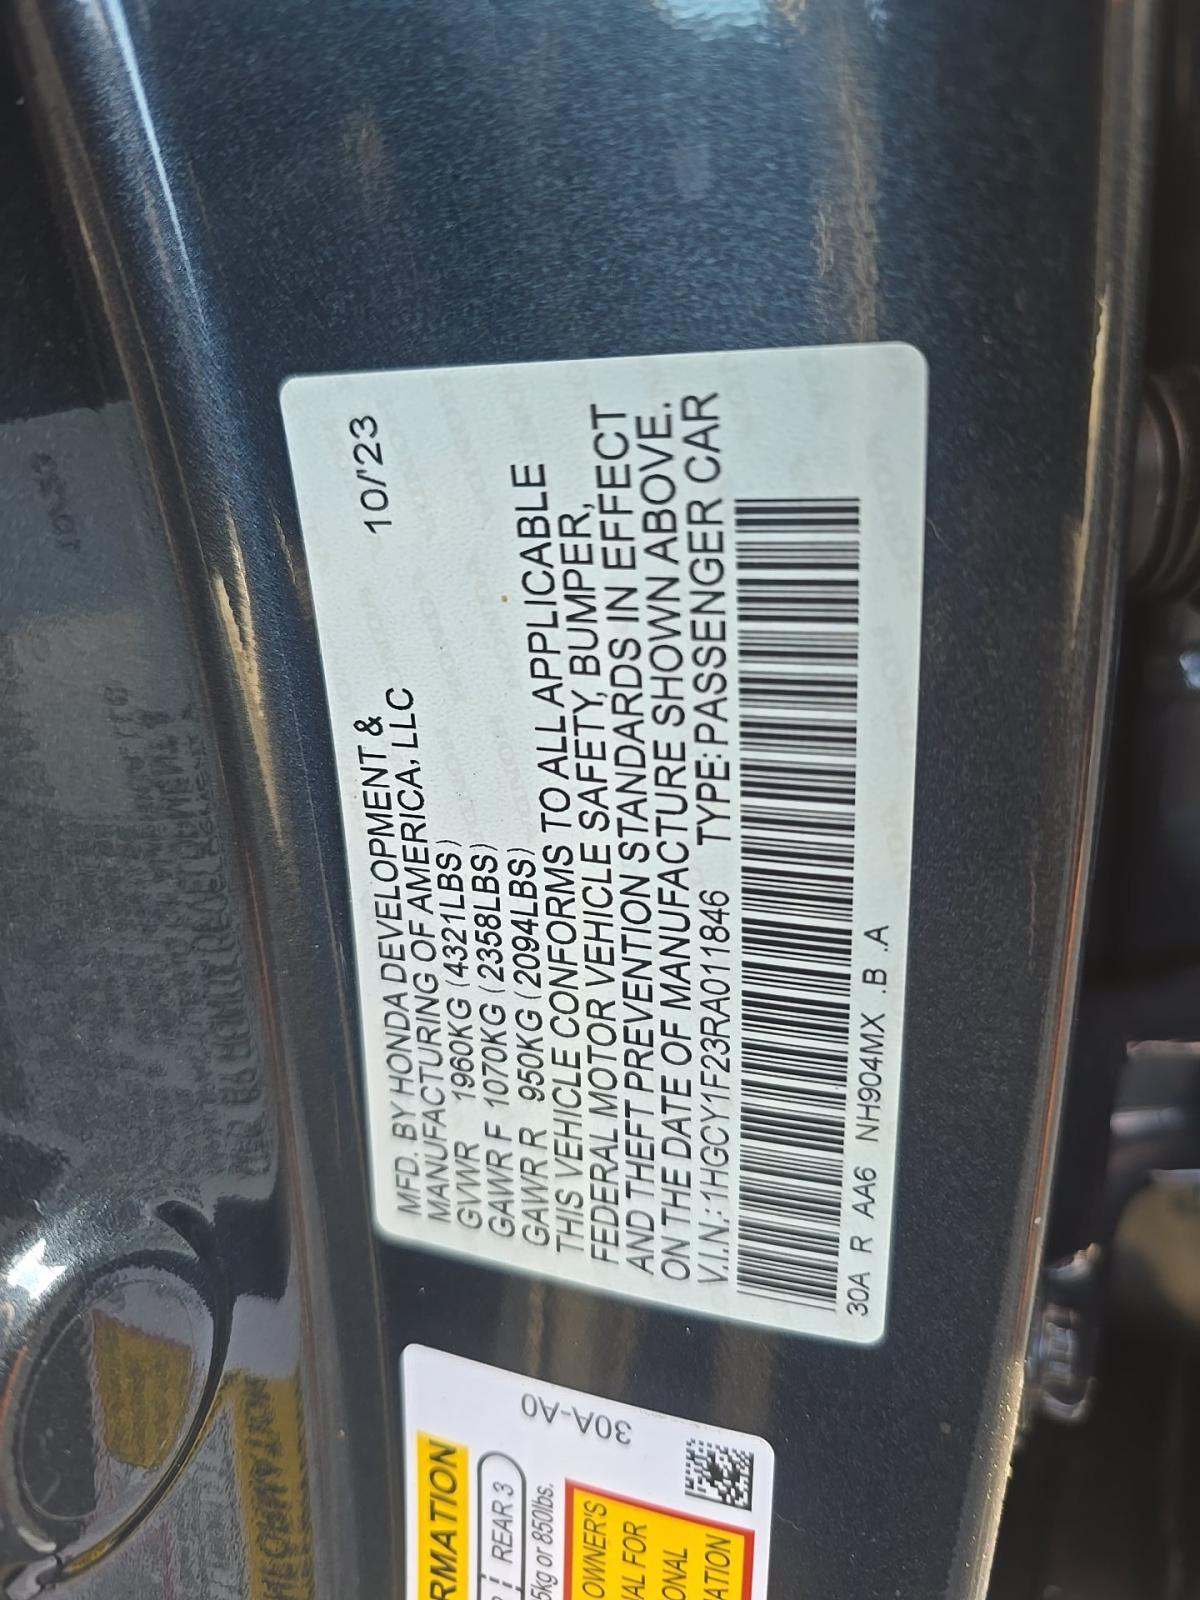 MFD. BY HONDA DEVELOPMENT &
MANUFACTURING OF AMERICA, LLC 10/'23
GVWR 1960KG (4321LBS)
GAWR F 1070KG (2358LBS)
GAWR R 950KG (2094LBS)
THIS VEHICLE CONFORMS TO ALL APPLICABLE
FEDERAL MOTOR VEHICLE SAFETY, BUMPER,
AND THEFT PREVENTION STANDARDS IN EFFECT
ON THE DATE OF MANUFACTURE SHOWN ABOVE.
V.I.N.: 1HGCY1F23RA011846 TYPE: PASSENGER CAR
30A R AA6 NH904MX .B .A
30A-A0
RMATION
REAR 3
5kg or 850lbs.
OWNER'S
AL FOR
ONAL
ATION